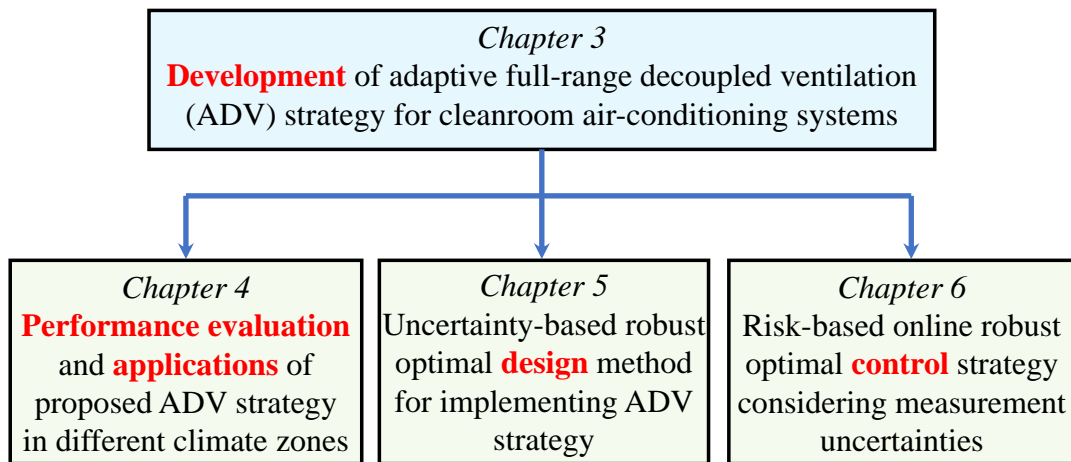 Chapter 3
Development of adaptive full-range decoupled ventilation
(ADV) strategy for cleanroom air-conditioning systems
Chapter 4
Performance evaluation
and applications of
proposed ADV strategy
in different climate zones
Chapter 5
Uncertainty-based robust
optimal design method
for implementing ADV
strategy
Chapter 6
Risk-based online robust
optimal control strategy
considering measurement
uncertainties